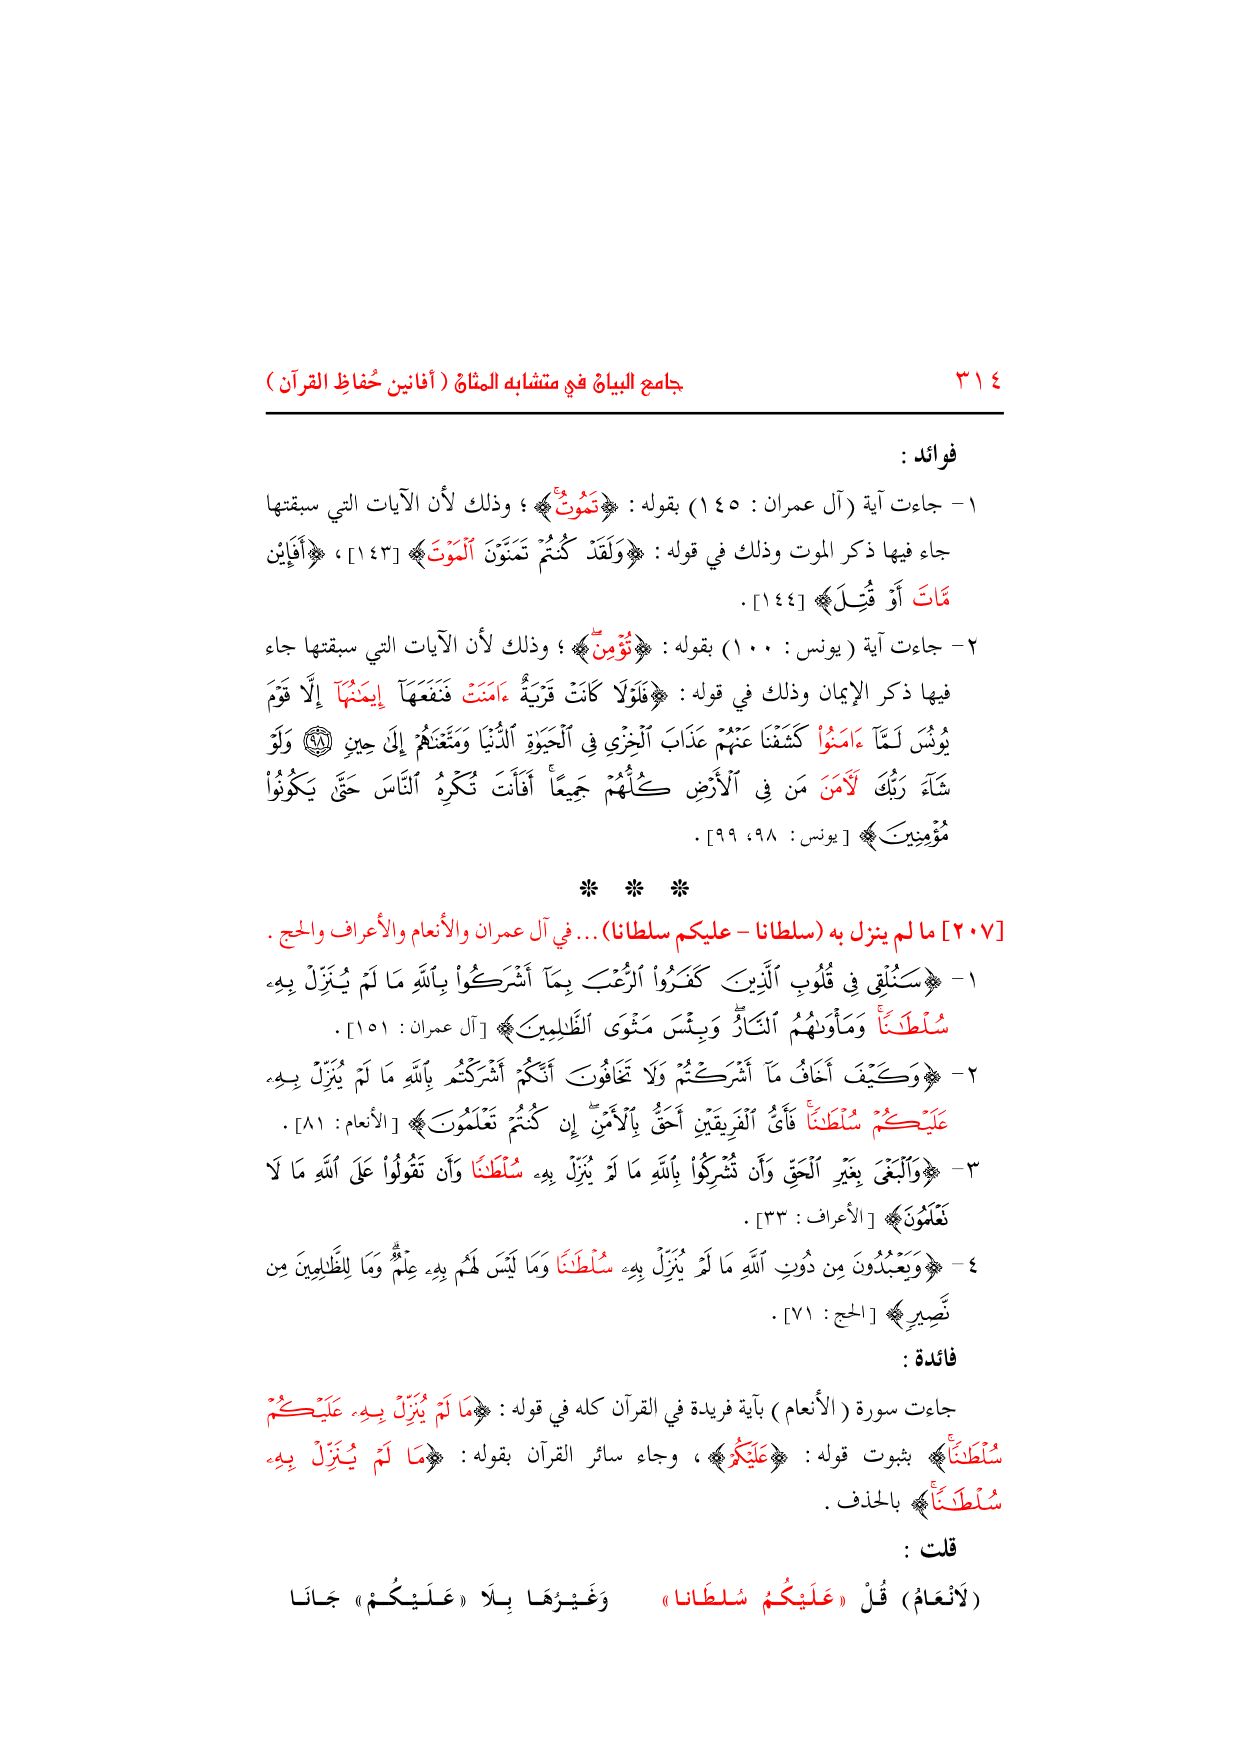 ٣١٤
جامع البيان في متشابه المثان ( أفانين حُفاظِ القرآن )
فوائد :
١- جاءت آية ( آل عمران : ١٤٥ ) بقوله : ﴿تَمُوتُۚ﴾ ؛ وذلك لأن الآيات التي سبقتها
جاء فيها ذكر الموت وذلك في قوله : ﴿وَلَقَدۡ كُنتُمۡ تَمَنَّوۡنَ ٱلۡمَوۡتَ﴾ [١٤٣] ، ﴿أَفَإِيْن
مَّاتَ أَوۡ قُتِلَ﴾ [١٤٤] .
٢- جاءت آية ( يونس : ١٠٠ ) بقوله : ﴿تُؤۡمِنَۖ﴾ ؛ وذلك لأن الآيات التي سبقتها جاء
فيها ذكر الإيمان وذلك في قوله : ﴿فَلَوۡلَا كَانَتۡ قَرۡيَةٌ ءَامَنَتۡ فَنَفَعَهَآ إِيمَٰنُهَآ إِلَّا قَوۡمَ
يُونُسَ لَمَّآ ءَامَنُواْ كَشَفۡنَا عَنۡهُمۡ عَذَابَ ٱلۡخِزۡيِ فِي ٱلۡحَيَوٰةِ ٱلدُّنۡيَا وَمَتَّعۡنَٰهُمۡ إِلَىٰ حِينٖ ٩٨ وَلَوۡ
شَآءَ رَبُّكَ لَأٓمَنَ مَن فِي ٱلۡأَرۡضِ كُلُّهُمۡ جَمِيعًاۚ أَفَأَنتَ تُكۡرِهُ ٱلنَّاسَ حَتَّىٰ يَكُونُواْ
مُؤۡمِنِينَ﴾ [ يونس : ٩٨، ٩٩] .
❊ ❊ ❊
[٢٠٧] ما لم ينزل به (سلطانا – عليكم سلطانا) ... في آل عمران والأنعام والأعراف والحج .
١- ﴿سَنُلۡقِي فِي قُلُوبِ ٱلَّذِينَ كَفَرُواْ ٱلرُّعۡبَ بِمَآ أَشۡرَكُواْ بِٱللَّهِ مَا لَمۡ يُنَزِّلۡ بِهِۦ
سُلۡطَٰنٗاۖ وَمَأۡوَىٰهُمُ ٱلنَّارُۖ وَبِئۡسَ مَثۡوَى ٱلظَّٰلِمِينَ﴾ [ آل عمران : ١٥١] .
٢- ﴿وَكَيۡفَ أَخَافُ مَآ أَشۡرَكۡتُمۡ وَلَا تَخَافُونَ أَنَّكُمۡ أَشۡرَكۡتُم بِٱللَّهِ مَا لَمۡ يُنَزِّلۡ بِهِۦ
عَلَيۡكُمۡ سُلۡطَٰنٗاۚ فَأَيُّ ٱلۡفَرِيقَيۡنِ أَحَقُّ بِٱلۡأَمۡنِۖ إِن كُنتُمۡ تَعۡلَمُونَ﴾ [ الأنعام : ٨١] .
٣- ﴿وَٱلۡبَغۡيَ بِغَيۡرِ ٱلۡحَقِّ وَأَن تُشۡرِكُواْ بِٱللَّهِ مَا لَمۡ يُنَزِّلۡ بِهِۦ سُلۡطَٰنٗا وَأَن تَقُولُواْ عَلَى ٱللَّهِ مَا لَا
تَعۡلَمُونَ﴾ [ الأعراف : ٣٣] .
٤- ﴿وَيَعۡبُدُونَ مِن دُونِ ٱللَّهِ مَا لَمۡ يُنَزِّلۡ بِهِۦ سُلۡطَٰنٗا وَمَا لَيۡسَ لَهُم بِهِۦ عِلۡمٞۗ وَمَا لِلظَّٰلِمِينَ مِن
نَّصِيرٖ﴾ [ الحج : ٧١] .
فائدة :
جاءت سورة ( الأنعام ) بآية فريدة في القرآن كله في قوله : ﴿مَا لَمۡ يُنَزِّلۡ بِهِۦ عَلَيۡكُمۡ
سُلۡطَٰنٗاۚ﴾ بثبوت قوله : ﴿عَلَيۡكُمۡ﴾ ، وجاء سائر القرآن بقوله : ﴿مَا لَمۡ يُنَزِّلۡ بِهِۦ
سُلۡطَٰنٗاۚ﴾ بالحذف .
قلت :
(لَانْعَامُ) قُلْ «عَلَيْكُمُ سُلطَانا» وَغَيْرُهَا بِلَا «عَلَيْكُمْ» جَانَا